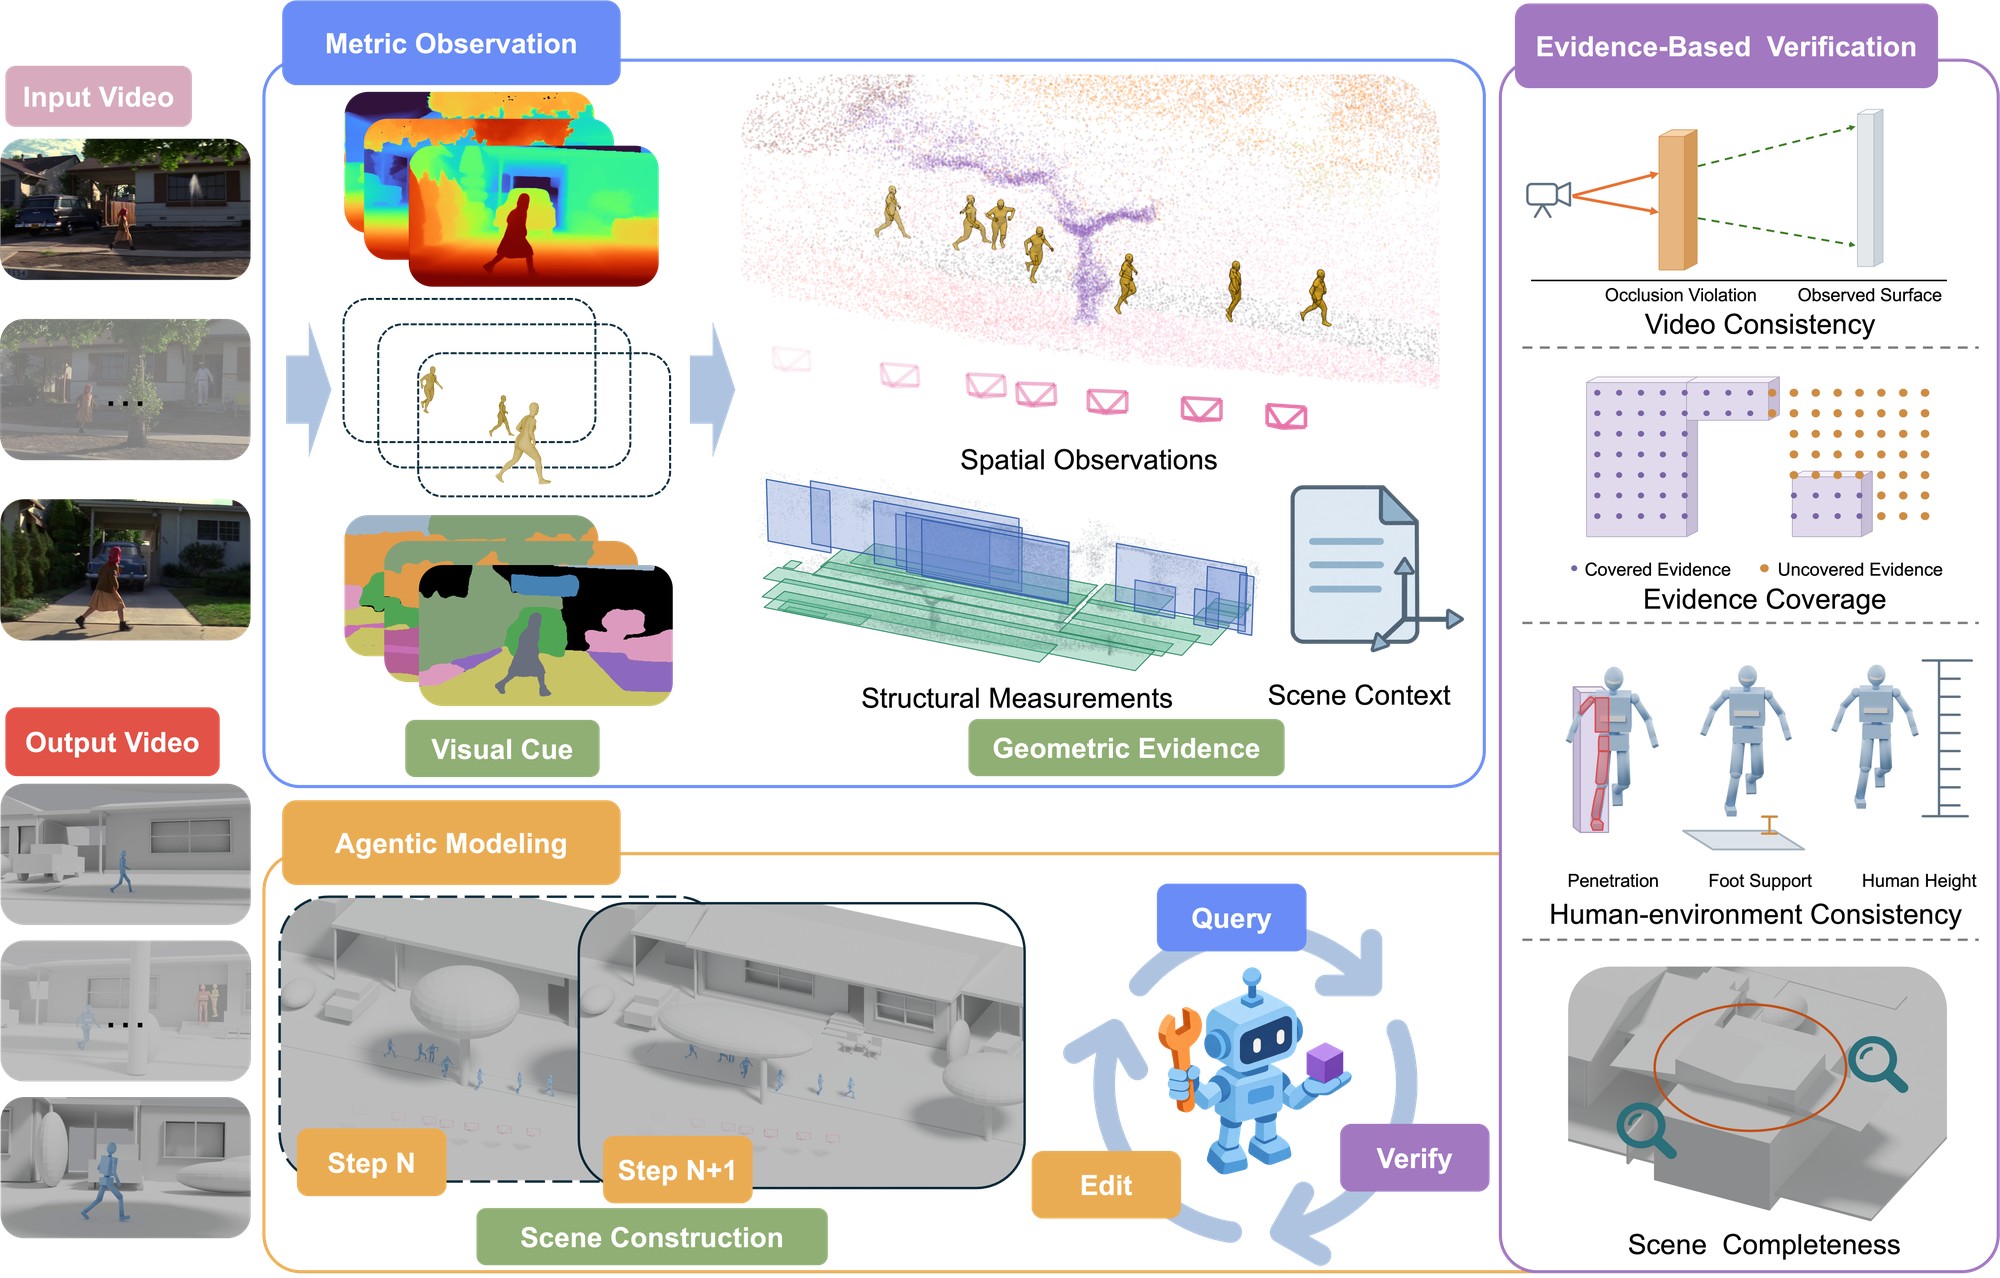 Input Video
...
Output Video
...
Metric Observation
Visual Cue
Spatial Observations
Structural Measurements
Scene Context
Geometric Evidence
Agentic Modeling
Step N
Step N+1
Scene Construction
Query
Verify
Edit
Evidence-Based Verification
Occlusion Violation
Observed Surface
Video Consistency
Covered Evidence
Uncovered Evidence
Evidence Coverage
Penetration
Foot Support
Human Height
Human-environment Consistency
Scene Completeness